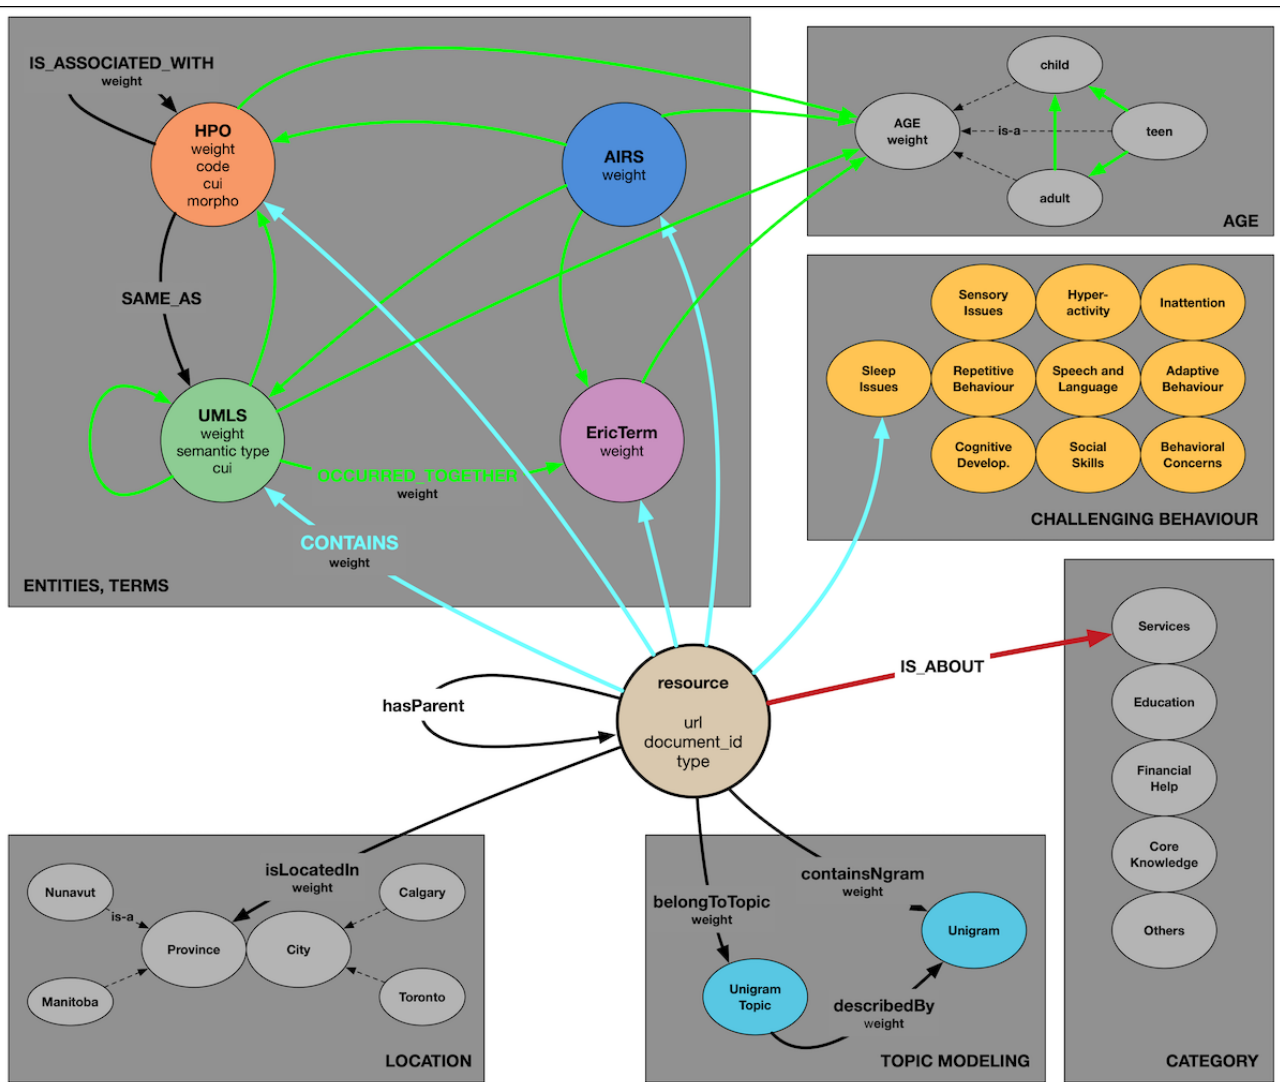 IS_ASSOCIATED_WITH
weight
HPO
weight
code
cui
morpho
AIRS
weight
SAME_AS
UMLS
weight
semantic type
cui
EricTerm
weight
OCCURRED_TOGETHER
weight
CONTAINS
weight
ENTITIES, TERMS
AGE
weight
child
is-a
teen
adult
AGE
Sensory
Issues
Hyper-
activity
Inattention
Sleep
Issues
Repetitive
Behaviour
Speech and
Language
Adaptive
Behaviour
Cognitive
Develop.
Social
Skills
Behavioral
Concerns
CHALLENGING BEHAVIOUR
resource
url
document_id
type
hasParent
IS_ABOUT
Services
Education
Financial
Help
Core
Knowledge
Others
CATEGORY
isLocatedIn
weight
Nunavut
is-a
Province
City
Calgary
Manitoba
Toronto
LOCATION
containsNgram
weight
belongToTopic
weight
Unigram
Unigram
Topic
describedBy
weight
TOPIC MODELING